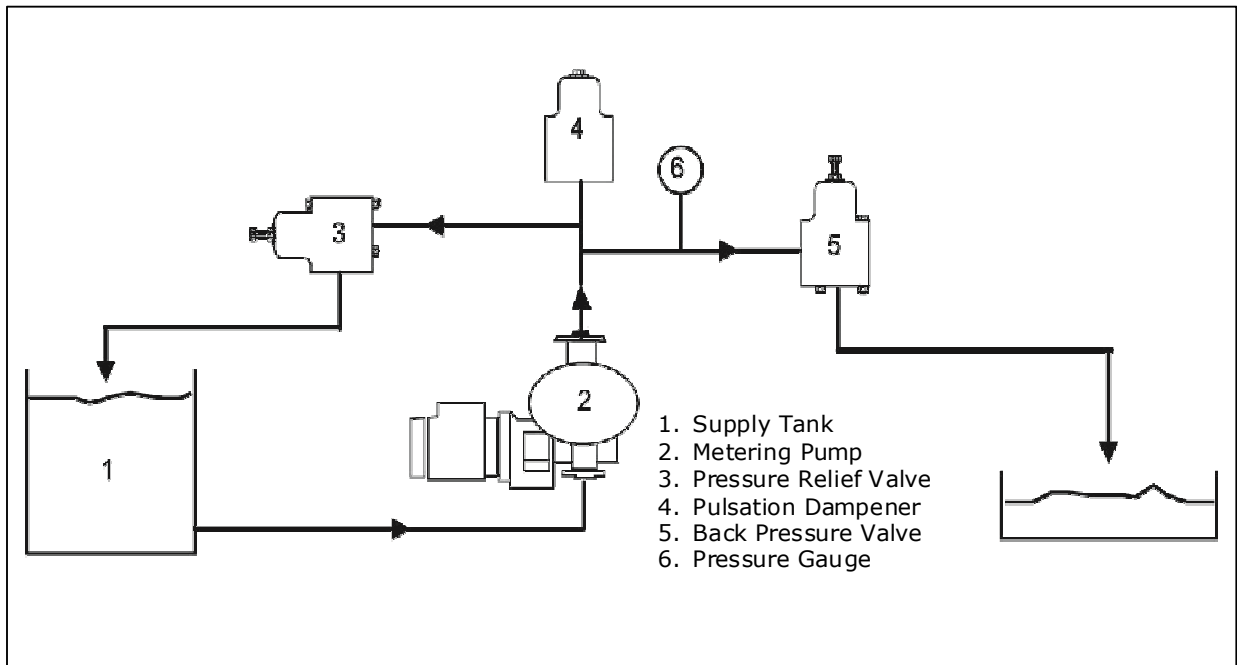 4
6
3
5
2
1
1. Supply Tank
2. Metering Pump
3. Pressure Relief Valve
4. Pulsation Dampener
5. Back Pressure Valve
6. Pressure Gauge